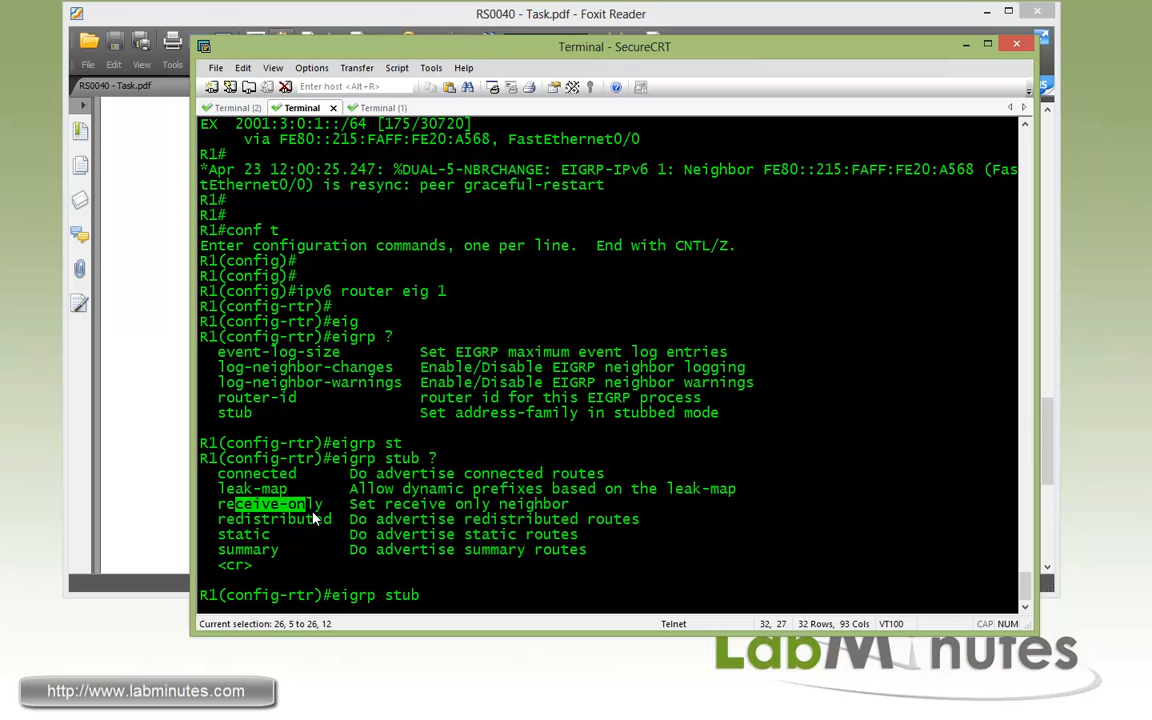 RS0040 - Task.pdf - Foxit Reader
File Edit View Tools
RS0040 - Task.pdf
Terminal - SecureCRT
File Edit View Options Transfer Script Tools Help
Enter host <Alt+R>
Terminal (2) Terminal Terminal (1)
EX  2001:3:0:1::/64 [175/30720]
via FE80::215:FAFF:FE20:A568, FastEthernet0/0
R1#
*Apr 23 12:00:25.247: %DUAL-5-NBRCHANGE: EIGRP-IPv6 1: Neighbor FE80::215:FAFF:FE20:A568 (Fas
tEthernet0/0) is resync: peer graceful-restart
R1#
R1#
R1#conf t
Enter configuration commands, one per line.  End with CNTL/Z.
R1(config)#
R1(config)#
R1(config)#ipv6 router eig 1
R1(config-rtr)#
R1(config-rtr)#eig
R1(config-rtr)#eigrp ?
event-log-size Set EIGRP maximum event log entries
log-neighbor-changes Enable/Disable EIGRP neighbor logging
log-neighbor-warnings Enable/Disable EIGRP neighbor warnings
router-id router id for this EIGRP process
stub Set address-family in stubbed mode
R1(config-rtr)#eigrp st
R1(config-rtr)#eigrp stub ?
connected Do advertise connected routes
leak-map Allow dynamic prefixes based on the leak-map
receive-only Set receive only neighbor
redistributed Do advertise redistributed routes
static Do advertise static routes
summary Do advertise summary routes
<cr>
R1(config-rtr)#eigrp stub
Current selection: 26, 5 to 26, 12 Telnet 32, 27 32 Rows, 93 Cols VT100 CAP NUM
LabMinutes
http://www.labminutes.com